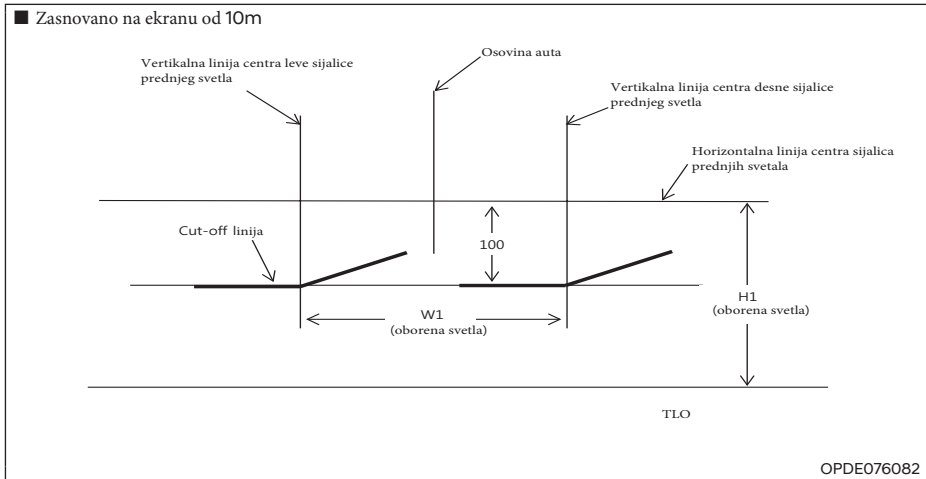 ■ Zasnovano na ekranu od 10m
Osovina auta
Vertikalna linija centra leve sijalice
prednjeg svetla
Vertikalna linija centra desne sijalice
prednjeg svetla
Horizontalna linija centra sijalica
prednjih svetala
Cut-off linija
100
H1
(oborena svetla)
W1
(oborena svetla)
TLO
OPDE076082